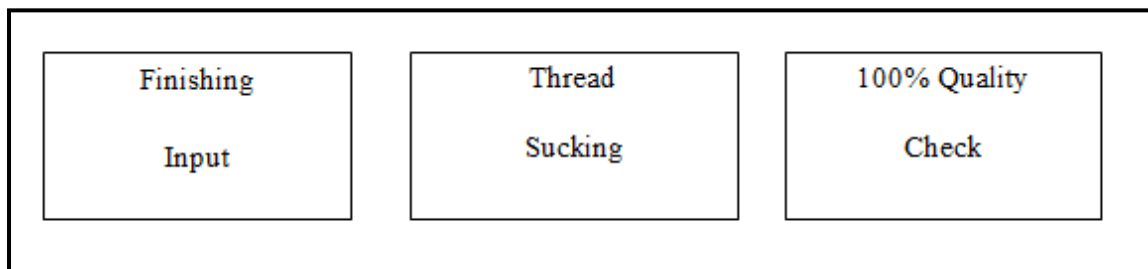 Finishing
Input
Thread
Sucking
100% Quality
Check